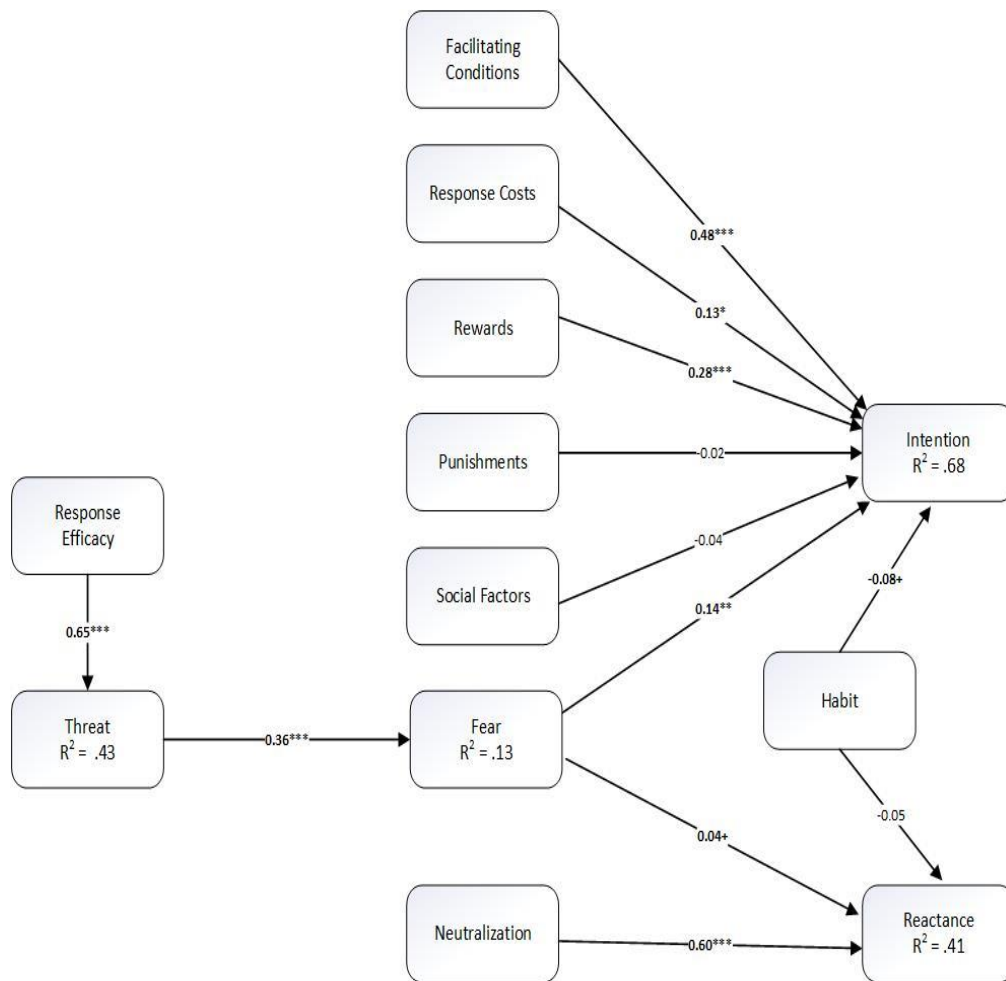 Facilitating
Conditions
0.48***
Response Costs
0.13*
Rewards
0.28***
Intention
R² = .68
Punishments
-0.02
Response
Efficacy
Social Factors
-0.04
-0.08+
0.14**
0.65***
Habit
Threat
R² = .43
0.36***
Fear
R² = .13
-0.05
0.04+
Neutralization
0.60***
Reactance
R² = .41